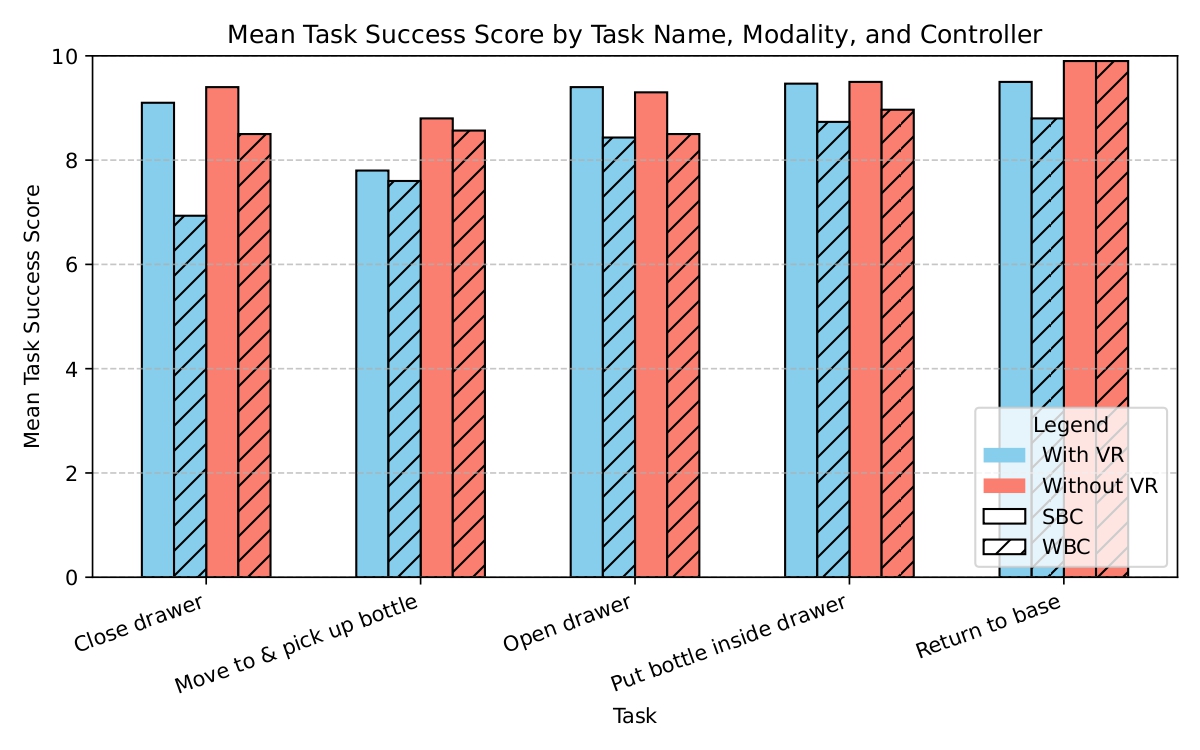 Mean Task Success Score by Task Name, Modality, and Controller
Mean Task Success Score
10
8
6
4
2
0
Legend
With VR
Without VR
SBC
WBC
Close drawer
Move to & pick up bottle
Open drawer
Put bottle inside drawer
Return to base
Task